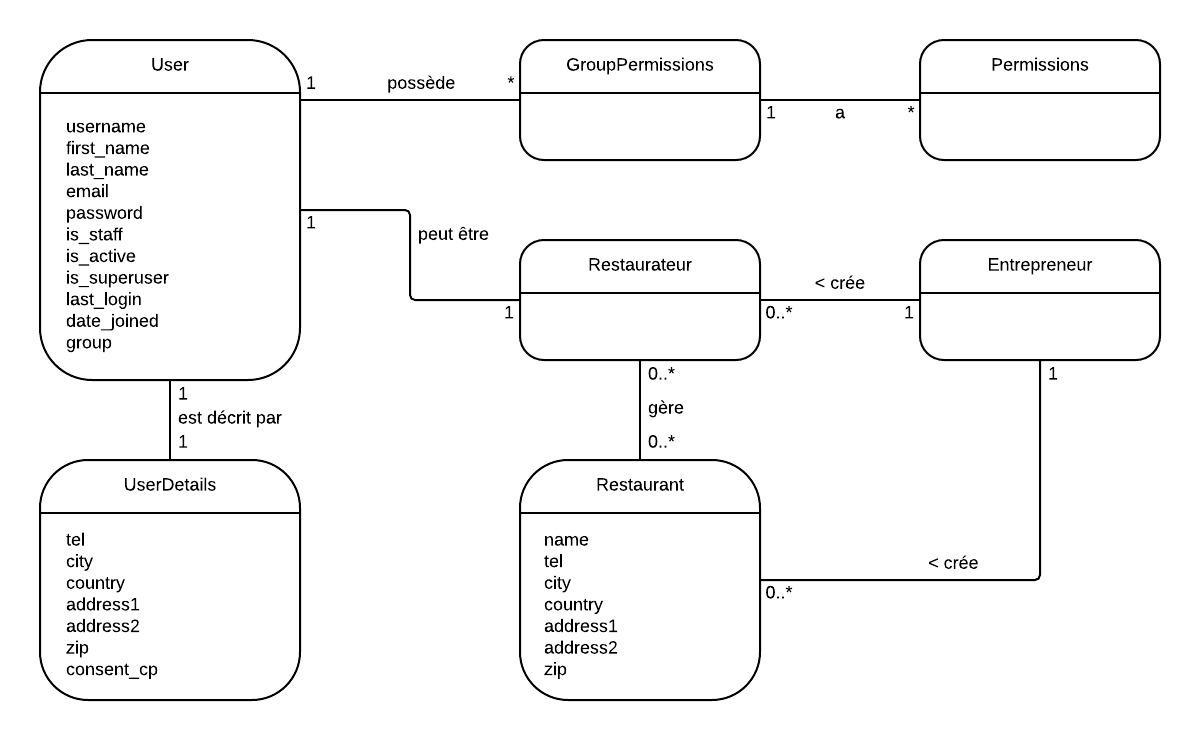 User
username
first_name
last_name
email
password
is_staff
is_active
is_superuser
last_login
date_joined
group
1
possède
*
GroupPermissions
1
a
*
Permissions
1
peut être
1
Restaurateur
0..*
< crée
1
Entrepreneur
1
est décrit par
1
UserDetails
tel
city
country
address1
address2
zip
consent_cp
0..*
gère
0..*
Restaurant
name
tel
city
country
address1
address2
zip
1
< crée
0..*